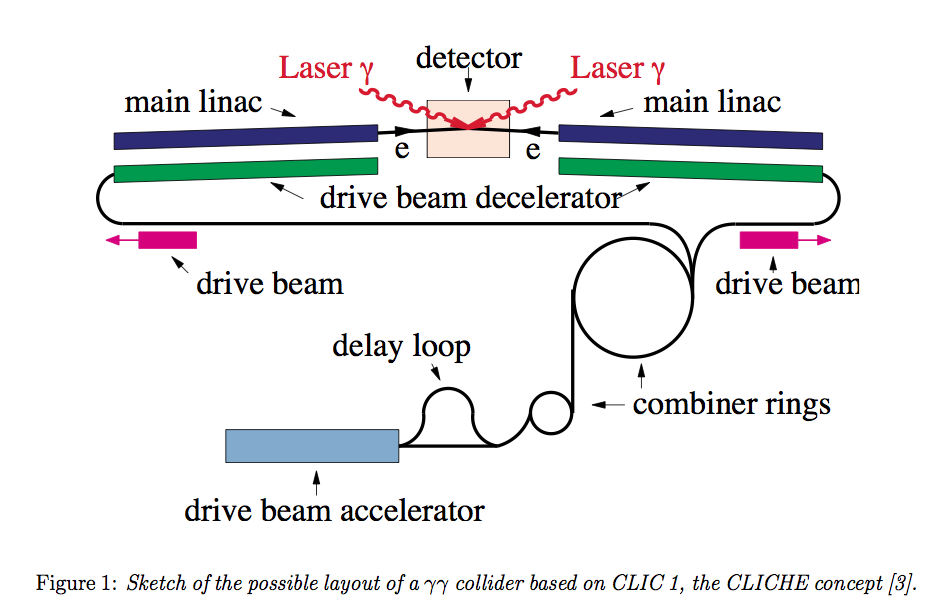 detector
Laser γ
Laser γ
main linac
main linac
e
e
drive beam decelerator
drive beam
drive beam
delay loop
combiner rings
drive beam accelerator
Figure 1: Sketch of the possible layout of a γγ collider based on CLIC 1, the CLICHE concept [3].